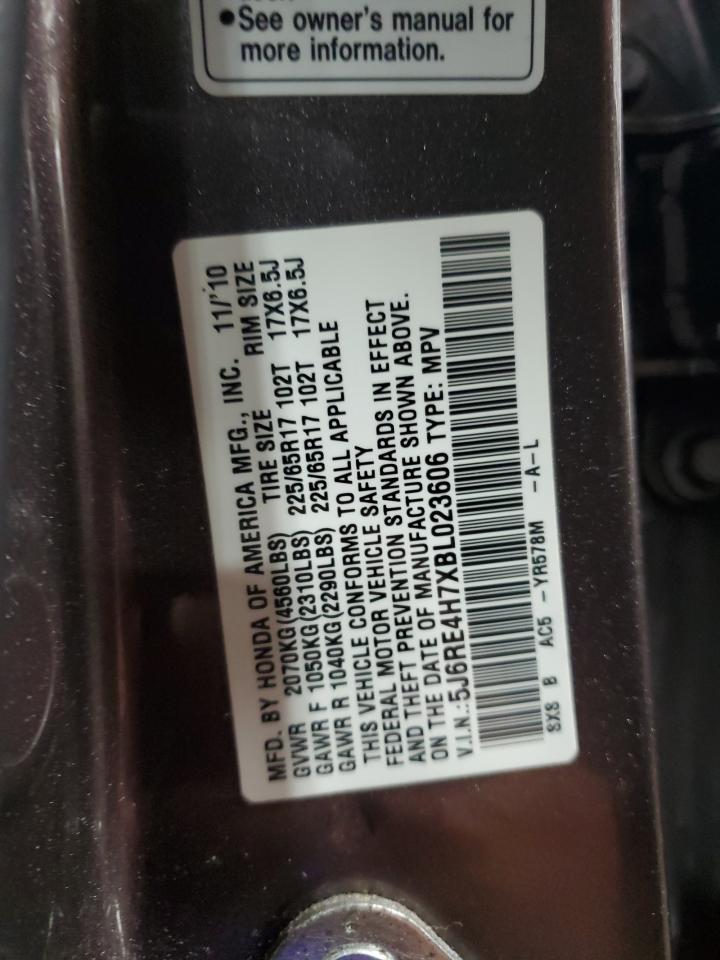 •See owner's manual for
more information.
MFD. BY HONDA OF AMERICA MFG., INC. 11/'10
GVWR 2070KG(4560LBS) TIRE SIZE RIM SIZE
GAWR F 1050KG(2310LBS) 225/65R17 102T 17X6.5J
GAWR R 1040KG(2290LBS) 225/65R17 102T 17X6.5J
THIS VEHICLE CONFORMS TO ALL APPLICABLE
FEDERAL MOTOR VEHICLE SAFETY
AND THEFT PREVENTION STANDARDS IN EFFECT
ON THE DATE OF MANUFACTURE SHOWN ABOVE.
V.I.N.:5J6RE4H7XBL023606 TYPE: MPV
SXS B AC5 -YR578M -A-L